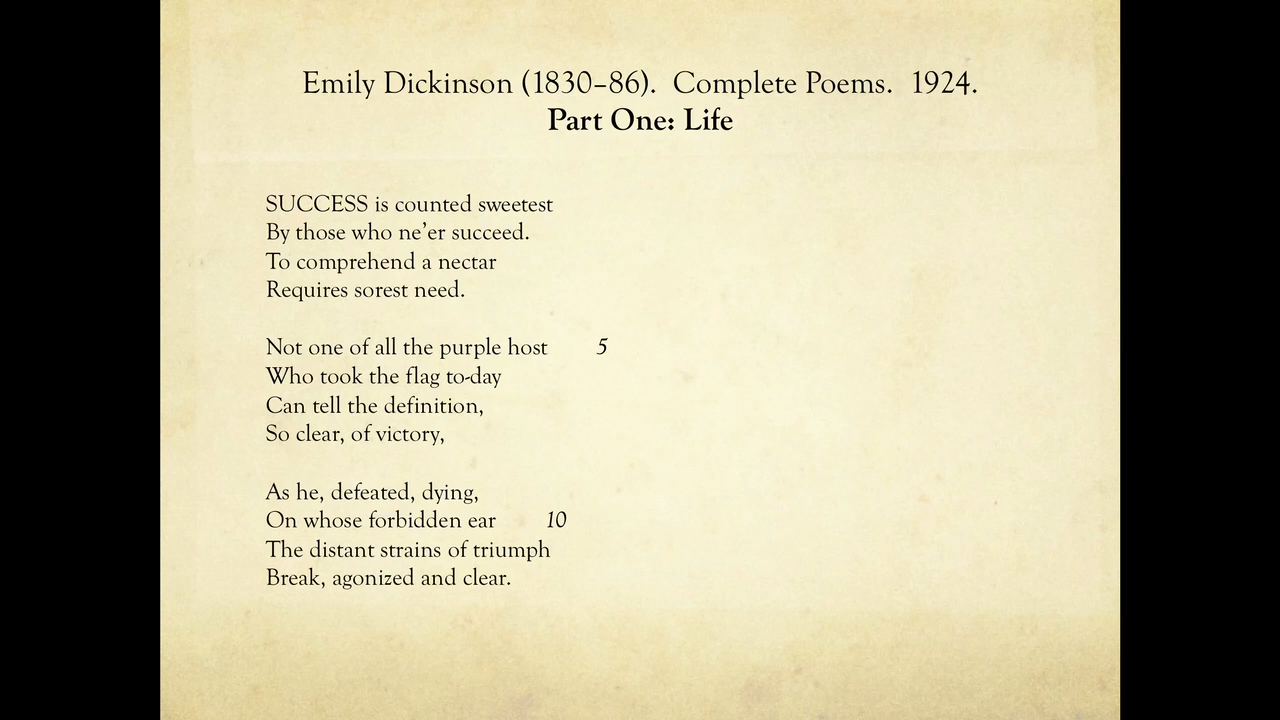 Emily Dickinson (1830–86).  Complete Poems.  1924.
Part One: Life
SUCCESS is counted sweetest
By those who ne’er succeed.
To comprehend a nectar
Requires sorest need.
Not one of all the purple host 5
Who took the flag to-day
Can tell the definition,
So clear, of victory,
As he, defeated, dying,
On whose forbidden ear 10
The distant strains of triumph
Break, agonized and clear.